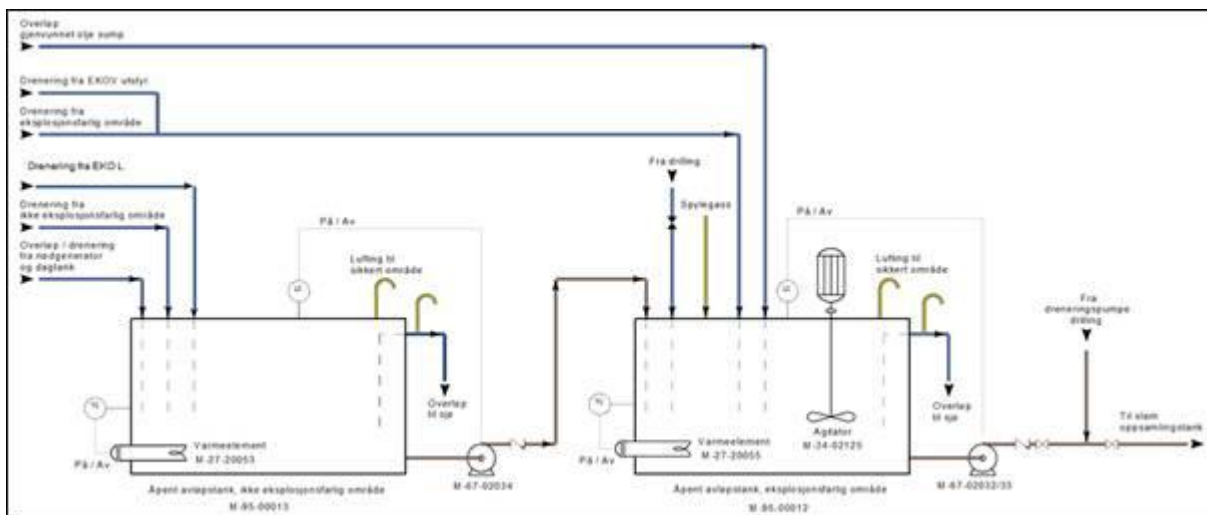 Overløp
gjenvunnet olje sump
Drenering fra EKOV utstyr
Drenering fra
eksplosjonsfarlig område
Drenering fra EKO L
Drenering fra
ikke eksplosjonsfarlig område
Overløp / drenering
fra nødgenerator
og dagtank
På / Av
Lufting til
sikkert område
Overløp
til sjø
Varmeelement
M-27-20053
På / Av
M-67-02034
Åpent avløpstank, ikke eksplosjonsfarlig område
M-95-00013
Fra drilling
Spylegass
På / Av
Lufting til
sikkert område
Overløp
til sjø
Agitator
M-34-02125
Varmeelement
M-27-20055
På / Av
M-67-02032/33
Åpent avløpstank, eksplosjonsfarlig område
M-95-00012
Fra
dreneringspumpe
drilling
Til slam
oppsamlingstank